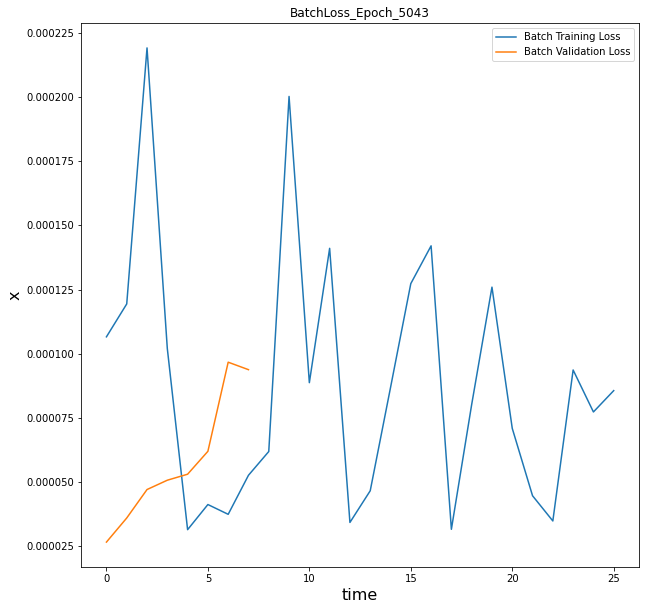 BatchLoss_Epoch_5043
Batch Training Loss
Batch Validation Loss
0.000225
0.000200
0.000175
0.000150
0.000125
0.000100
0.000075
0.000050
0.000025
x
0 5 10 15 20 25
time